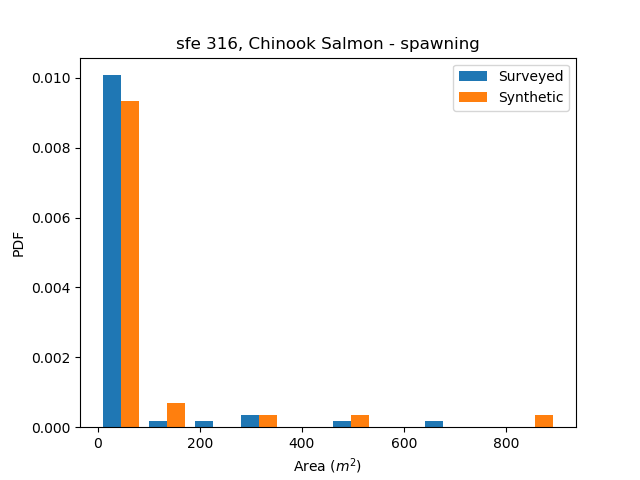 sfe 316, Chinook Salmon - spawning
Surveyed
Synthetic
0.010
0.008
0.006
0.004
0.002
0.000
PDF
0 200 400 600 800
Area (m²)